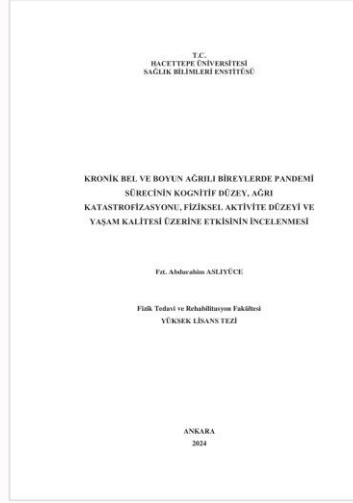 T.C.
HACETTEPE ÜNİVERSİTESİ
SAĞLIK BİLİMLERİ ENSTİTÜSÜ
KRONİK BEL VE BOYUN AĞRILI BİREYLERDE PANDEMİ
SÜRECİNİN KOGNİTİF DÜZEY, AĞRI
KATASTROFİZASYONU, FİZİKSEL AKTİVİTE DÜZEYİ VE
YAŞAM KALİTESİ ÜZERİNE ETKİSİNİN İNCELENMESİ
Fzt. Abdurahim ASLIYÜCE
Fizik Tedavi ve Rehabilitasyon Fakültesi
YÜKSEK LİSANS TEZİ
ANKARA
2024